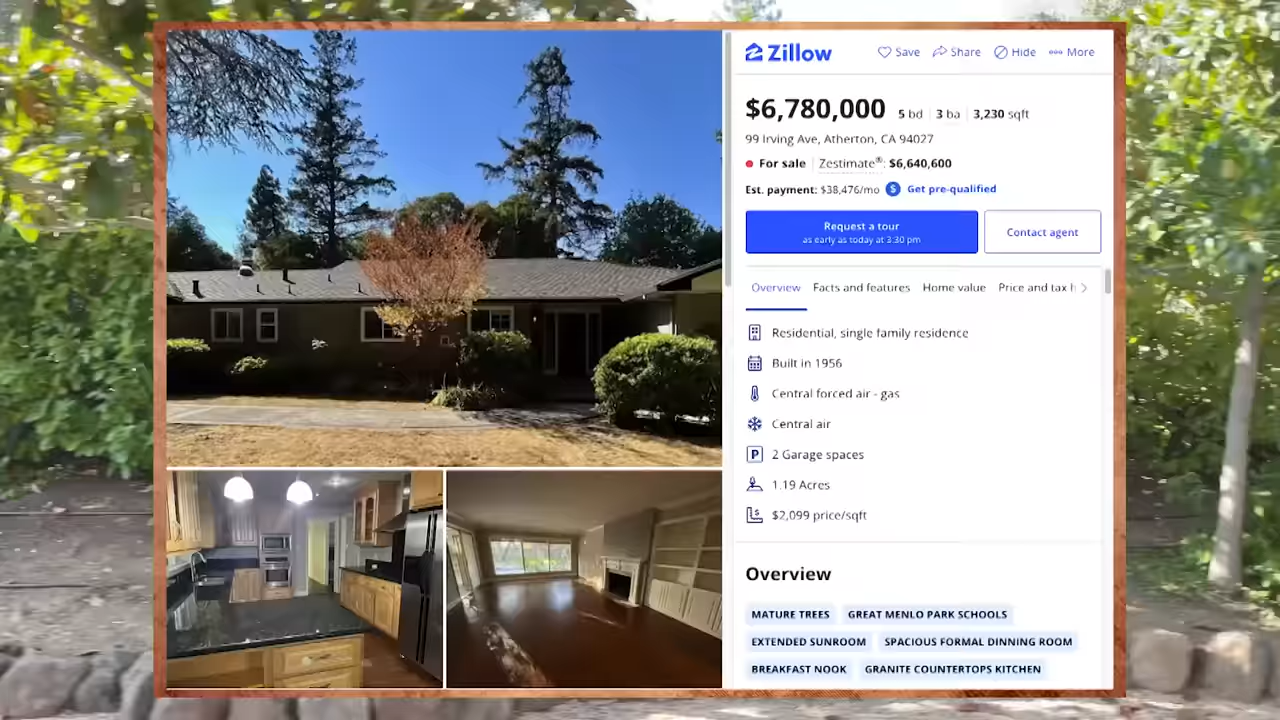 Zillow
Save Share Hide More
$6,780,000 5 bd 3 ba 3,230 sqft
99 Irving Ave, Atherton, CA 94027
For sale Zestimate®: $6,640,600
Est. payment: $38,476/mo $ Get pre-qualified
Request a tour
as early as today at 3:30 pm
Contact agent
Overview Facts and features Home value Price and tax h
Residential, single family residence
Built in 1956
Central forced air - gas
Central air
P 2 Garage spaces
1.19 Acres
$2,099 price/sqft
Overview
MATURE TREES GREAT MENLO PARK SCHOOLS
EXTENDED SUNROOM SPACIOUS FORMAL DINNING ROOM
BREAKFAST NOOK GRANITE COUNTERTOPS KITCHEN